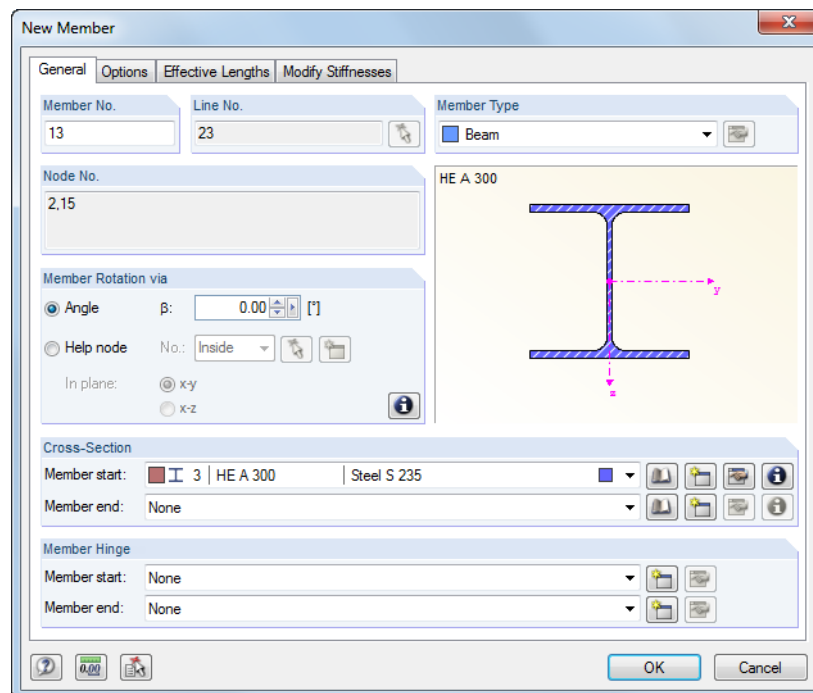 New Member
General Options Effective Lengths Modify Stiffnesses
Member No. Line No. Member Type
13 23 Beam
Node No.
2,15
HE A 300
y
z
Member Rotation via
Angle β: 0.00 [°]
Help node No.: Inside
In plane: x-y
x-z
Cross-Section
Member start: 3 HE A 300 Steel S 235
Member end: None
Member Hinge
Member start: None
Member end: None
0.00 OK Cancel